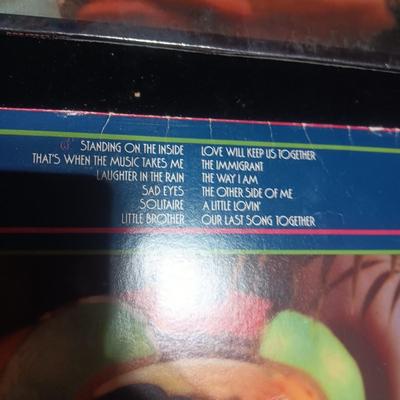 STANDING ON THE INSIDE
THAT'S WHEN THE MUSIC TAKES ME
LAUGHTER IN THE RAIN
SAD EYES
SOLITAIRE
LITTLE BROTHER
LOVE WILL KEEP US TOGETHER
THE IMMIGRANT
THE WAY I AM
THE OTHER SIDE OF ME
A LITTLE LOVIN'
OUR LAST SONG TOGETHER